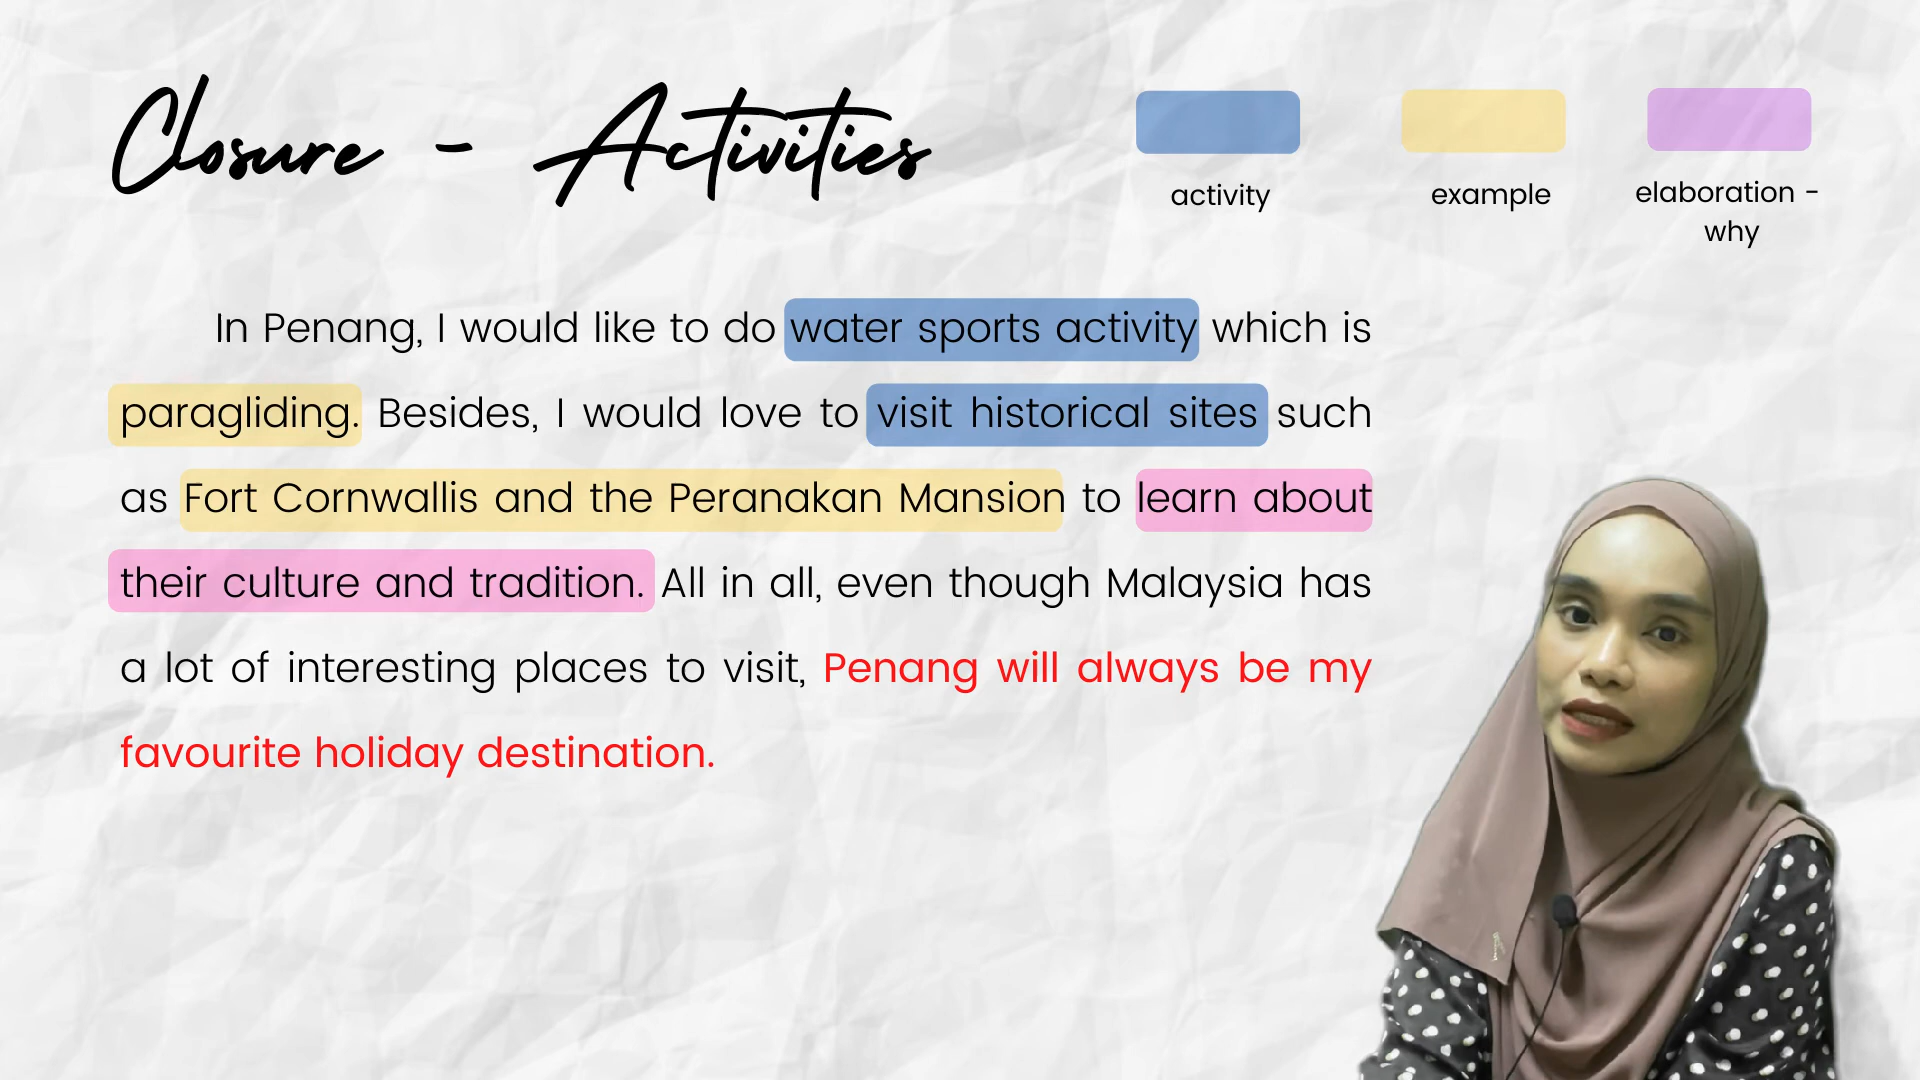 Closure - Activities
activity
example
elaboration -
why
In Penang, I would like to do water sports activity which is
paragliding. Besides, I would love to visit historical sites such
as Fort Cornwallis and the Peranakan Mansion to learn about
their culture and tradition. All in all, even though Malaysia has
a lot of interesting places to visit, Penang will always be my
favourite holiday destination.